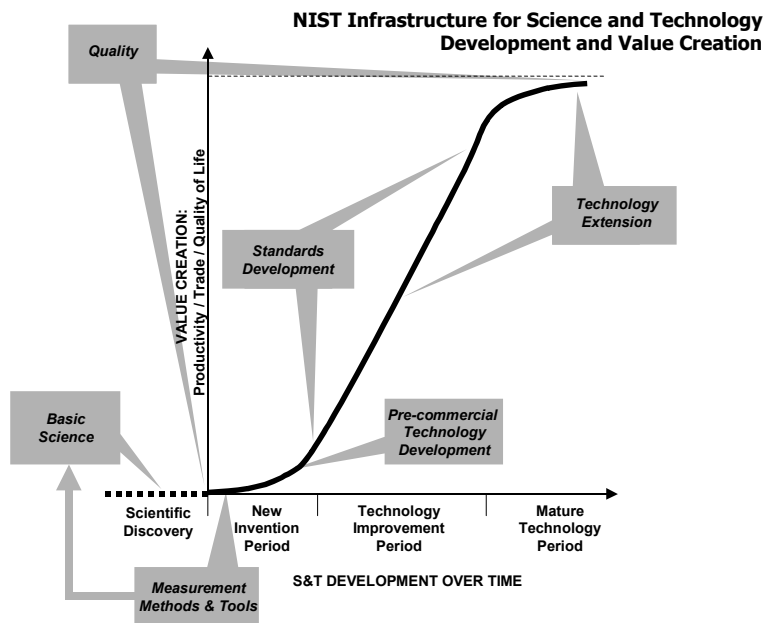 NIST Infrastructure for Science and Technology
Development and Value Creation
Quality
VALUE CREATION:
Productivity / Trade / Quality of Life
Technology
Extension
Standards
Development
Basic
Science
Pre-commercial
Technology
Development
Scientific
Discovery
New
Invention
Period
Technology
Improvement
Period
Mature
Technology
Period
Measurement
Methods & Tools
S&T DEVELOPMENT OVER TIME